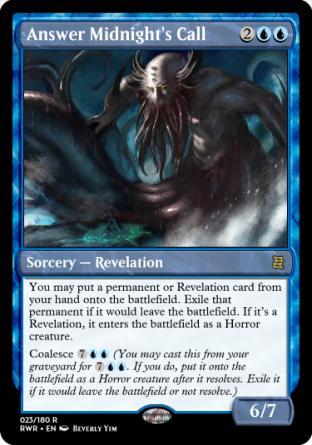 Answer Midnight's Call 2
Sorcery — Revelation
You may put a permanent or Revelation card from
your hand onto the battlefield. Exile that
permanent if it would leave the battlefield. If it's a
Revelation, it enters the battlefield as a Horror
creature.
Coalesce 7 (You may cast this from your
graveyard for 7. If you do, put it onto the
battlefield as a Horror creature after it resolves. Exile it
if it would leave the battlefield or not resolve.)
6/7
023/180 R
RWR • EN Beverly Yim